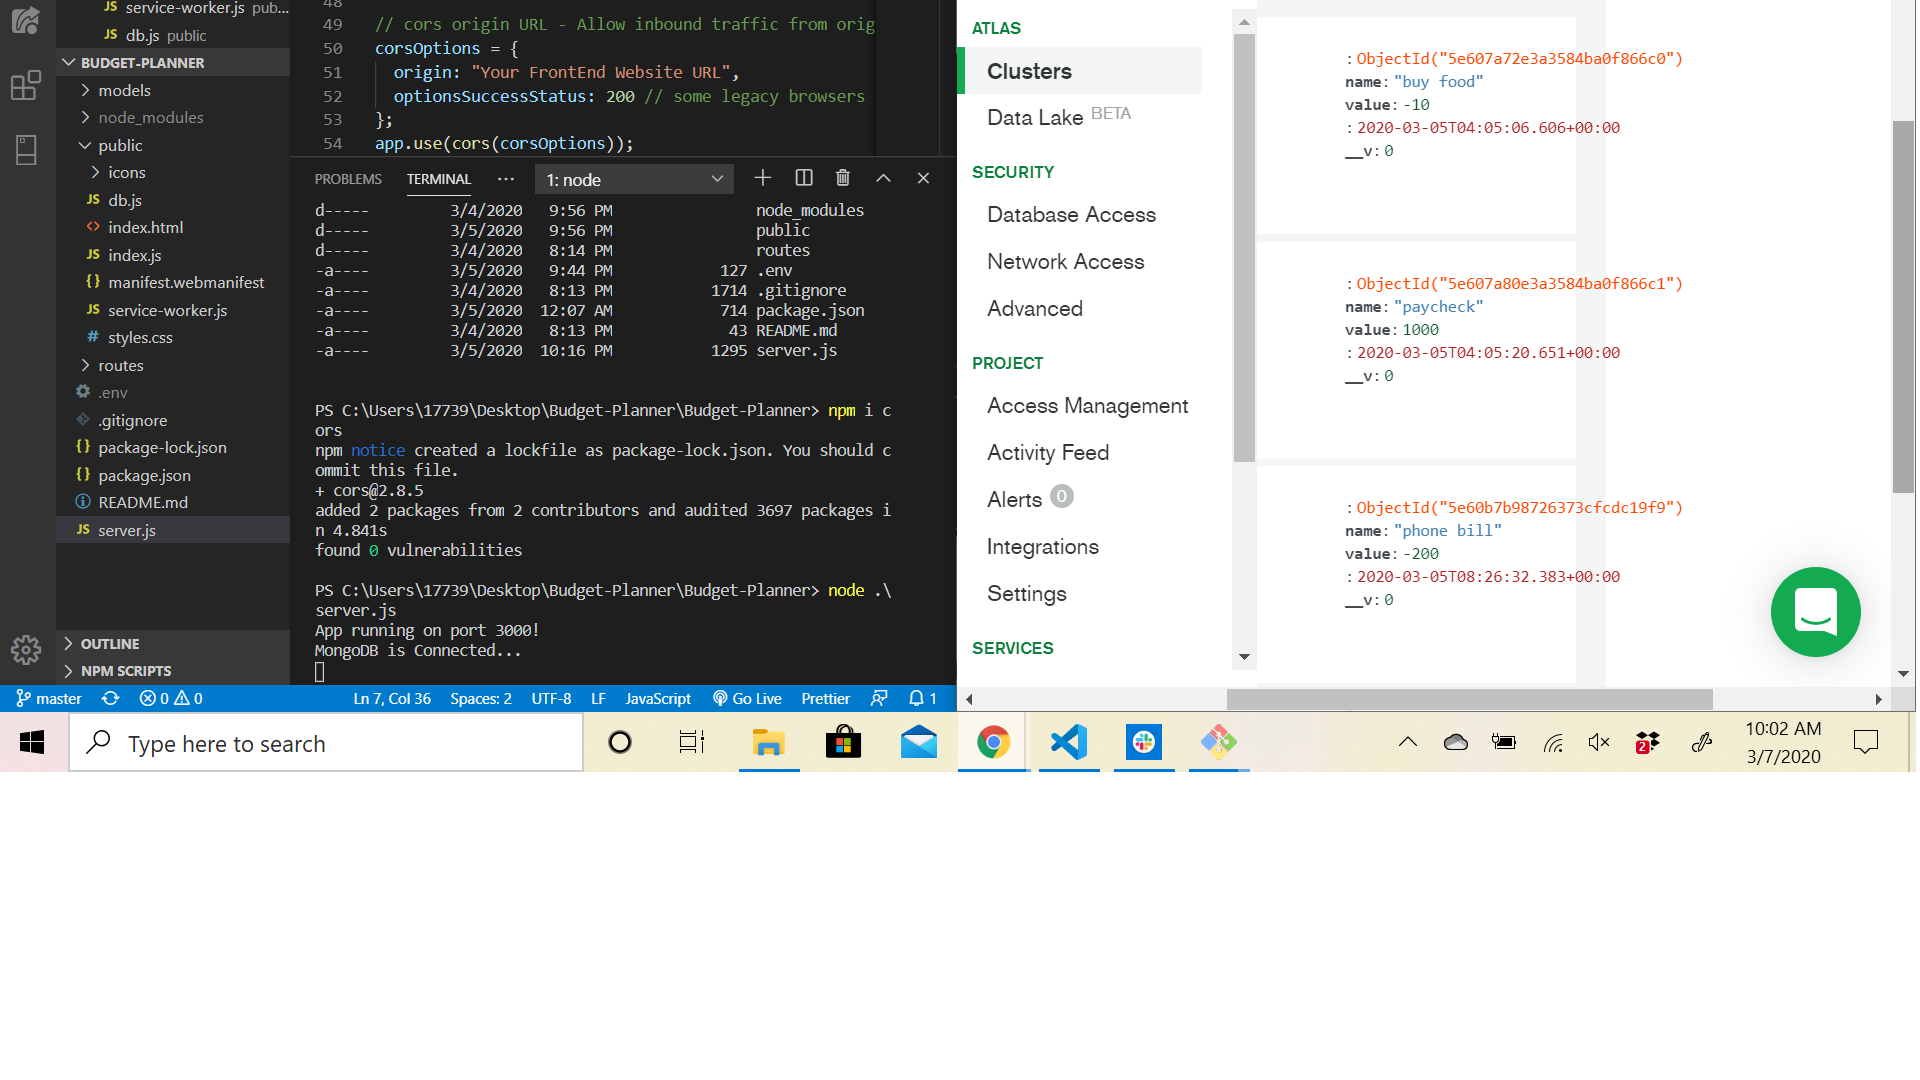 JS service-worker.js pub...
JS db.js public
BUDGET-PLANNER
models
node_modules
public
icons
JS db.js
<> index.html
JS index.js
{} manifest.webmanifest
JS service-worker.js
# styles.css
routes
.env
.gitignore
{} package-lock.json
{} package.json
README.md
JS server.js
OUTLINE
NPM SCRIPTS
48
49 // cors origin URL - Allow inbound traffic from orig
50 corsOptions = {
51 origin: "Your FrontEnd Website URL",
52 optionsSuccessStatus: 200 // some legacy browsers
53 };
54 app.use(cors(corsOptions));
PROBLEMS TERMINAL ... 1: node
d----- 3/4/2020 9:56 PM node_modules
d----- 3/5/2020 9:56 PM public
d----- 3/4/2020 8:14 PM routes
-a---- 3/5/2020 9:44 PM 127 .env
-a---- 3/4/2020 8:13 PM 1714 .gitignore
-a---- 3/5/2020 12:07 AM 714 package.json
-a---- 3/4/2020 8:13 PM 43 README.md
-a---- 3/5/2020 10:16 PM 1295 server.js
PS C:\Users\17739\Desktop\Budget-Planner\Budget-Planner> npm i c
ors
npm notice created a lockfile as package-lock.json. You should c
ommit this file.
+ cors@2.8.5
added 2 packages from 2 contributors and audited 3697 packages i
n 4.841s
found 0 vulnerabilities
PS C:\Users\17739\Desktop\Budget-Planner\Budget-Planner> node .\
server.js
App running on port 3000!
MongoDB is Connected...
master 0 0 Ln 7, Col 36 Spaces: 2 UTF-8 LF JavaScript Go Live Prettier 1
ATLAS
Clusters
Data Lake BETA
SECURITY
Database Access
Network Access
Advanced
PROJECT
Access Management
Activity Feed
Alerts 0
Integrations
Settings
SERVICES
:ObjectId("5e607a72e3a3584ba0f866c0")
name: "buy food"
value: -10
: 2020-03-05T04:05:06.606+00:00
__v: 0
:ObjectId("5e607a80e3a3584ba0f866c1")
name: "paycheck"
value: 1000
: 2020-03-05T04:05:20.651+00:00
__v: 0
:ObjectId("5e60b7b98726373cfcdc19f9")
name: "phone bill"
value: -200
: 2020-03-05T08:26:32.383+00:00
__v: 0
Type here to search
2
10:02 AM
3/7/2020